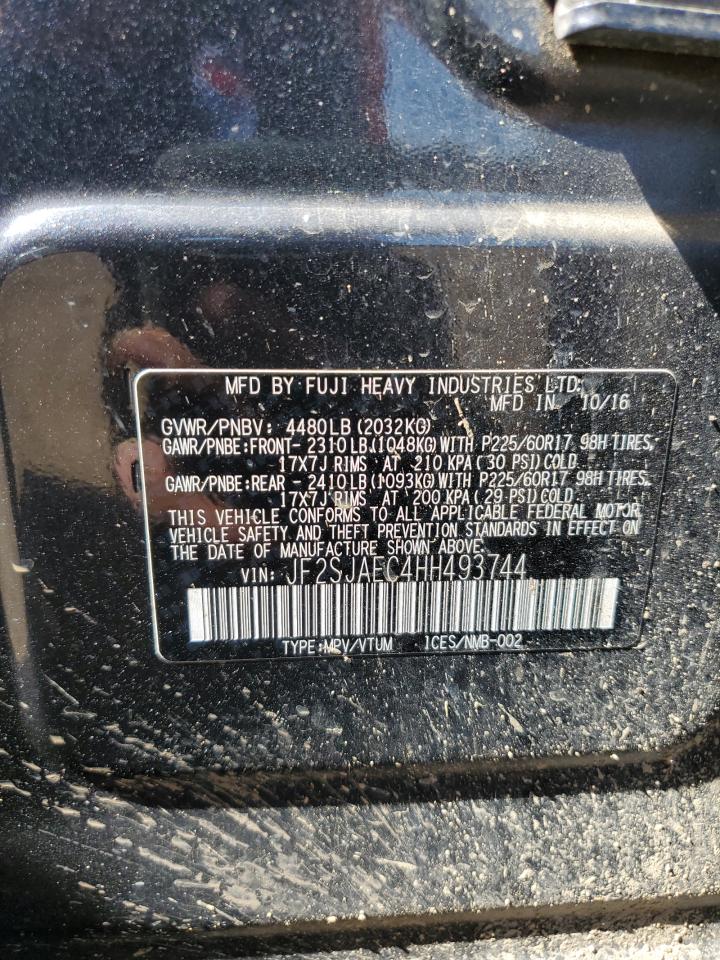 MFD BY FUJI HEAVY INDUSTRIES LTD.
MFD IN 10/16
GVWR/PNBV: 4480LB(2032KG)
GAWR/PNBE:FRONT- 2310LB(1048KG)WITH P225/60R17 98H TIRES,
17X7J RIMS AT 210 KPA(30 PSI)COLD.
GAWR/PNBE:REAR - 2410LB(1093KG)WITH P225/60R17 98H TIRES,
17X7J RIMS AT 200 KPA(29 PSI)COLD.
THIS VEHICLE CONFORMS TO ALL APPLICABLE FEDERAL MOTOR
VEHICLE SAFETY AND THEFT PREVENTION STANDARDS IN EFFECT ON
THE DATE OF MANUFACTURE SHOWN ABOVE.
VIN: JF2SJAEC4HH493744
TYPE:MPV/VTUM ICES/NMB-002